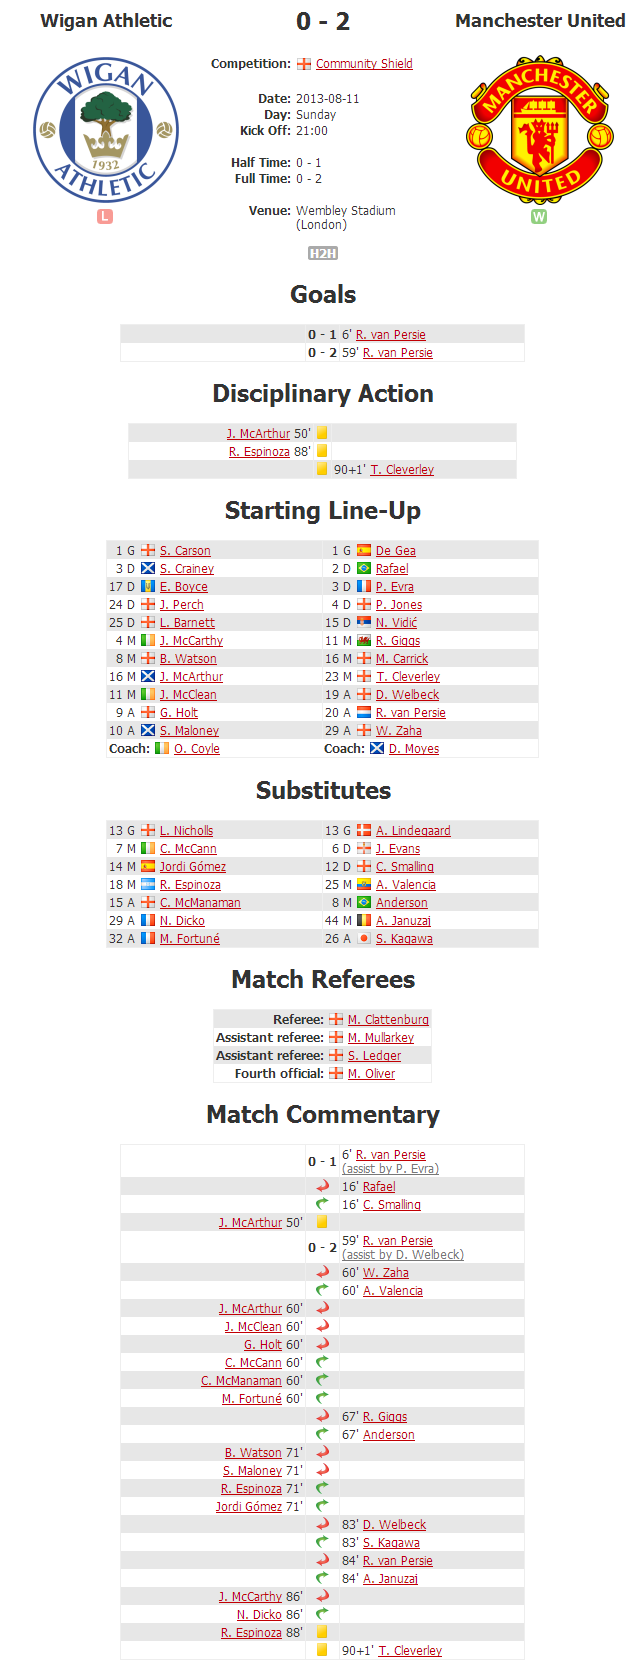 Wigan Athletic 0 - 2 Manchester United
WIGAN
1932
ATHLETIC
MANCHESTER
UNITED
L
W
Competition: Community Shield
Date: 2013-08-11
Day: Sunday
Kick Off: 21:00
Half Time: 0 - 1
Full Time: 0 - 2
Venue: Wembley Stadium
(London)
H2H
Goals
0 - 1 6' R. van Persie
0 - 2 59' R. van Persie
Disciplinary Action
J. McArthur 50'
R. Espinoza 88'
90+1' T. Cleverley
Starting Line-Up
1 G S. Carson 1 G De Gea
3 D S. Crainey 2 D Rafael
17 D E. Boyce 3 D P. Evra
24 D J. Perch 4 D P. Jones
25 D L. Barnett 15 D N. Vidić
4 M J. McCarthy 11 M R. Giggs
8 M B. Watson 16 M M. Carrick
16 M J. McArthur 23 M T. Cleverley
11 M J. McClean 19 A D. Welbeck
9 A G. Holt 20 A R. van Persie
10 A S. Maloney 29 A W. Zaha
Coach: O. Coyle Coach: D. Moyes
Substitutes
13 G L. Nicholls 13 G A. Lindegaard
7 M C. McCann 6 D J. Evans
14 M Jordi Gómez 12 D C. Smalling
18 M R. Espinoza 25 M A. Valencia
15 A C. McManaman 8 M Anderson
29 A N. Dicko 44 M A. Januzaj
32 A M. Fortuné 26 A S. Kagawa
Match Referees
Referee: M. Clattenburg
Assistant referee: M. Mullarkey
Assistant referee: S. Ledger
Fourth official: M. Oliver
Match Commentary
0 - 1 6' R. van Persie
(assist by P. Evra)
16' Rafael
16' C. Smalling
J. McArthur 50'
0 - 2 59' R. van Persie
(assist by D. Welbeck)
60' W. Zaha
60' A. Valencia
J. McArthur 60'
J. McClean 60'
G. Holt 60'
C. McCann 60'
C. McManaman 60'
M. Fortuné 60'
67' R. Giggs
67' Anderson
B. Watson 71'
S. Maloney 71'
R. Espinoza 71'
Jordi Gómez 71'
83' D. Welbeck
83' S. Kagawa
84' R. van Persie
84' A. Januzaj
J. McCarthy 86'
N. Dicko 86'
R. Espinoza 88'
90+1' T. Cleverley